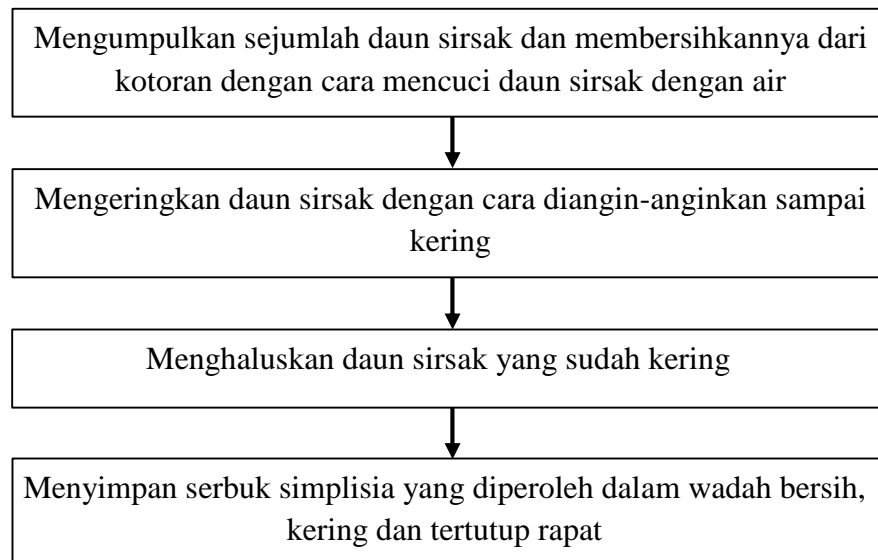 Mengumpulkan sejumlah daun sirsak dan membersihkannya dari
kotoran dengan cara mencuci daun sirsak dengan air
Mengeringkan daun sirsak dengan cara diangin-anginkan sampai
kering
Menghaluskan daun sirsak yang sudah kering
Menyimpan serbuk simplisia yang diperoleh dalam wadah bersih,
kering dan tertutup rapat